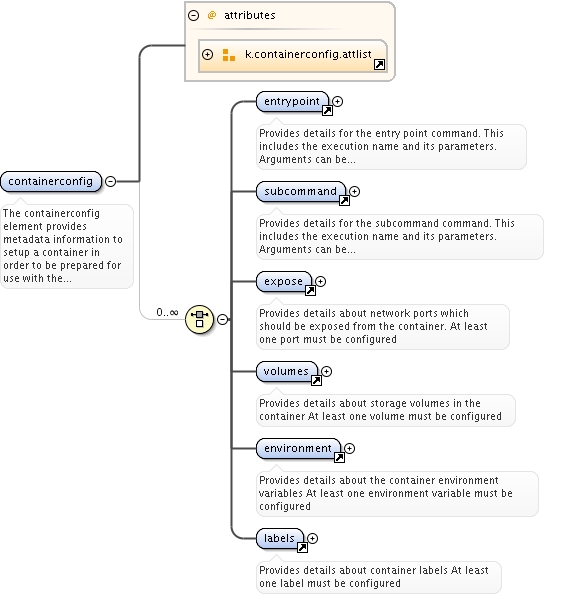 @ attributes
k.containerconfig.attlist
containerconfig
The containerconfig
element provides
metadata information to
setup a container in
order to be prepared for
use with the...
0..∞
entrypoint
Provides details for the entry point command. This
includes the execution name and its parameters.
Arguments can be...
subcommand
Provides details for the subcommand command. This
includes the execution name and its parameters.
Arguments can be...
expose
Provides details about network ports which
should be exposed from the container. At least
one port must be configured
volumes
Provides details about storage volumes in the
container At least one volume must be configured
environment
Provides details about the container environment
variables At least one environment variable must be
configured
labels
Provides details about container labels At least
one label must be configured